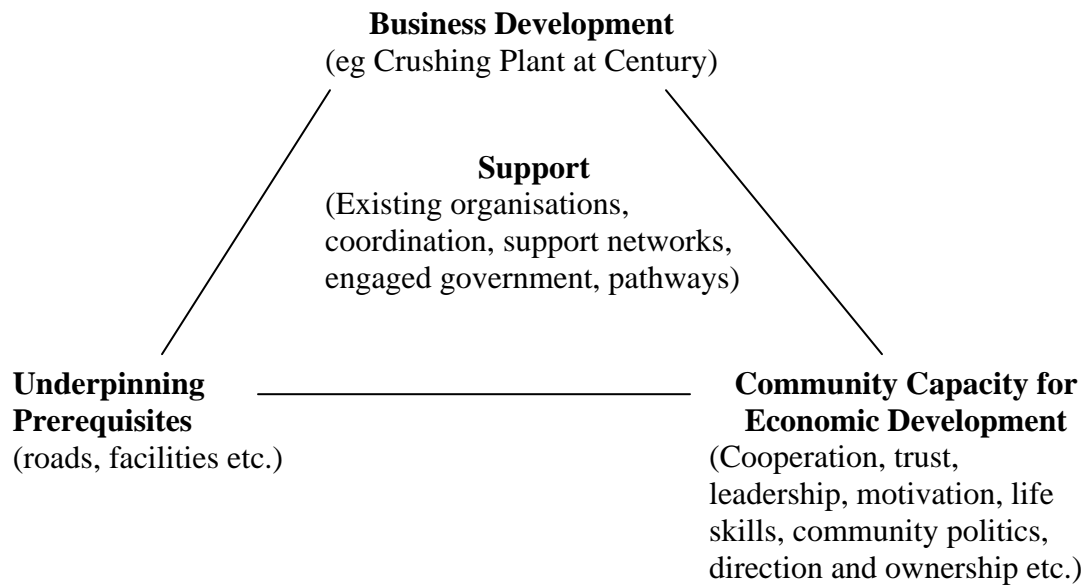 Business Development
(eg Crushing Plant at Century)
Support
(Existing organisations,
coordination, support networks,
engaged government, pathways)
Underpinning
Prerequisites
(roads, facilities etc.)
Community Capacity for
Economic Development
(Cooperation, trust,
leadership, motivation, life
skills, community politics,
direction and ownership etc.)